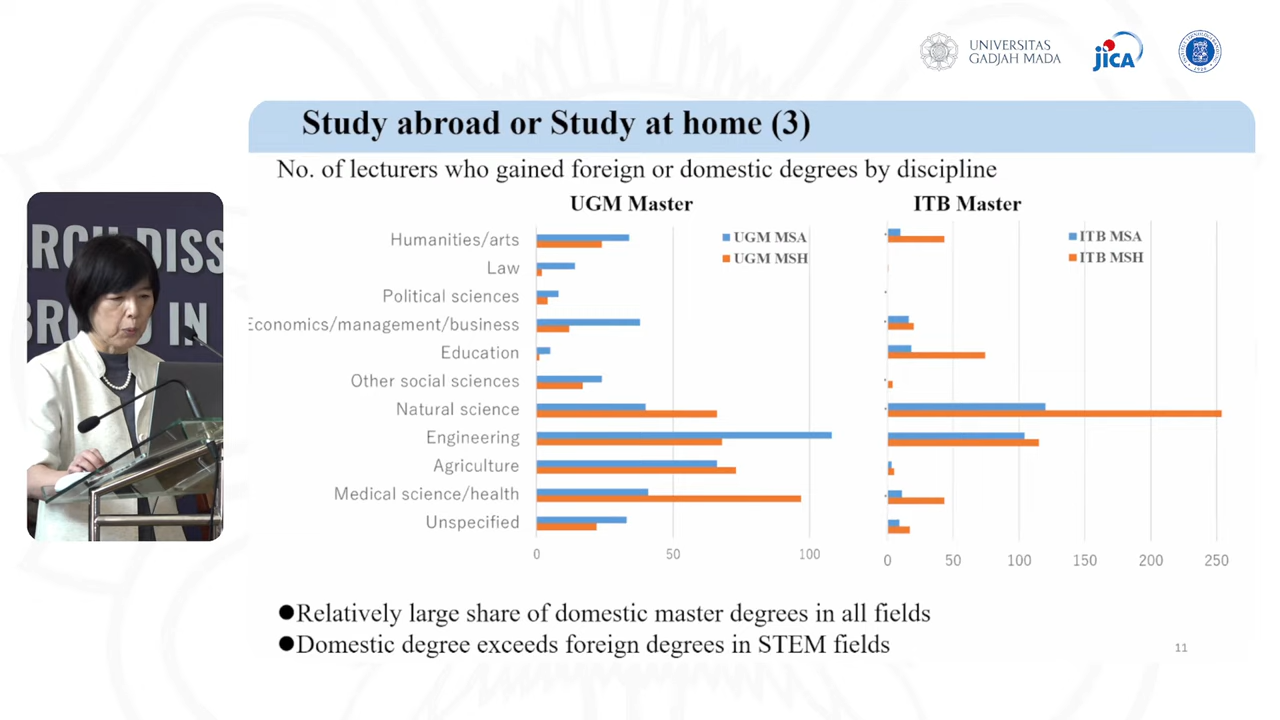 UNIVERSITAS
GADJAH MADA
JICA
Study abroad or Study at home (3)
No. of lecturers who gained foreign or domestic degrees by discipline
UGM Master
ITB Master
UGM MSA
UGM MSH
ITB MSA
ITB MSH
Humanities/arts
Law
Political sciences
Economics/management/business
Education
Other social sciences
Natural science
Engineering
Agriculture
Medical science/health
Unspecified
0 50 100
0 50 100 150 200 250
●Relatively large share of domestic master degrees in all fields
●Domestic degree exceeds foreign degrees in STEM fields
11
RCH DISS
BRO D IN